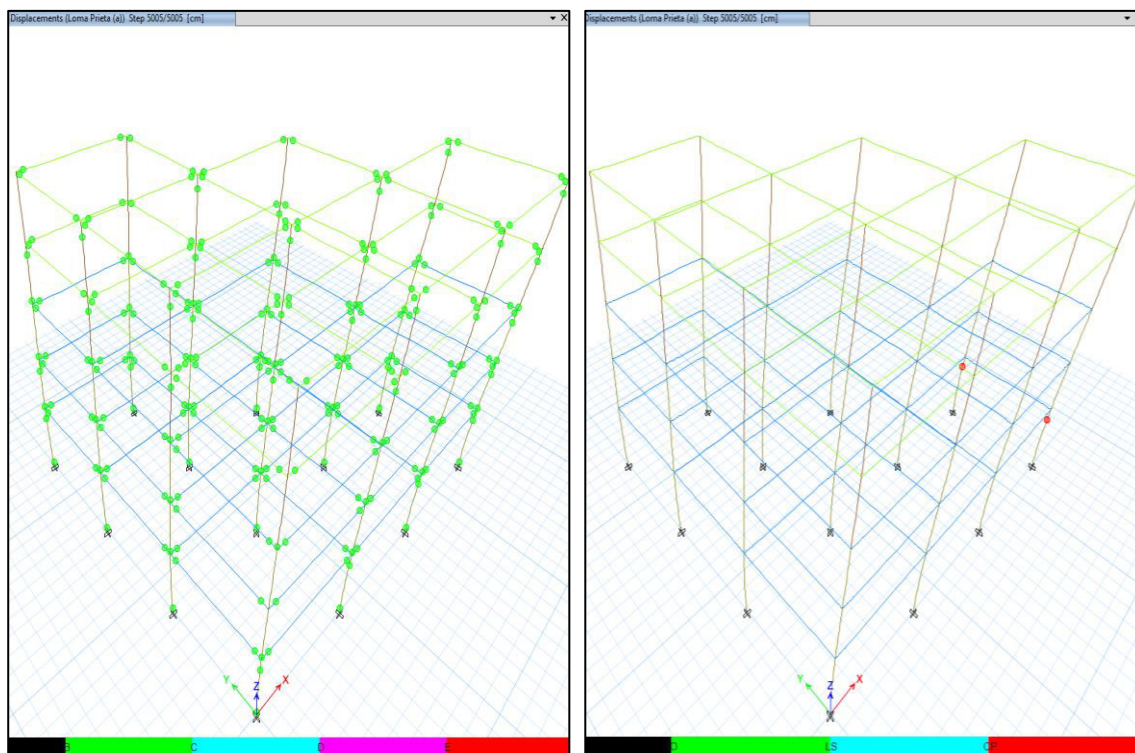 Displacements (Loma Prieta (a)) Step 5005/5005 [cm]
Y
Z
X
B
C
D
E
Displacements (Loma Prieta (a)) Step 5005/5005 [cm]
Y
Z
X
IO
LS
CP